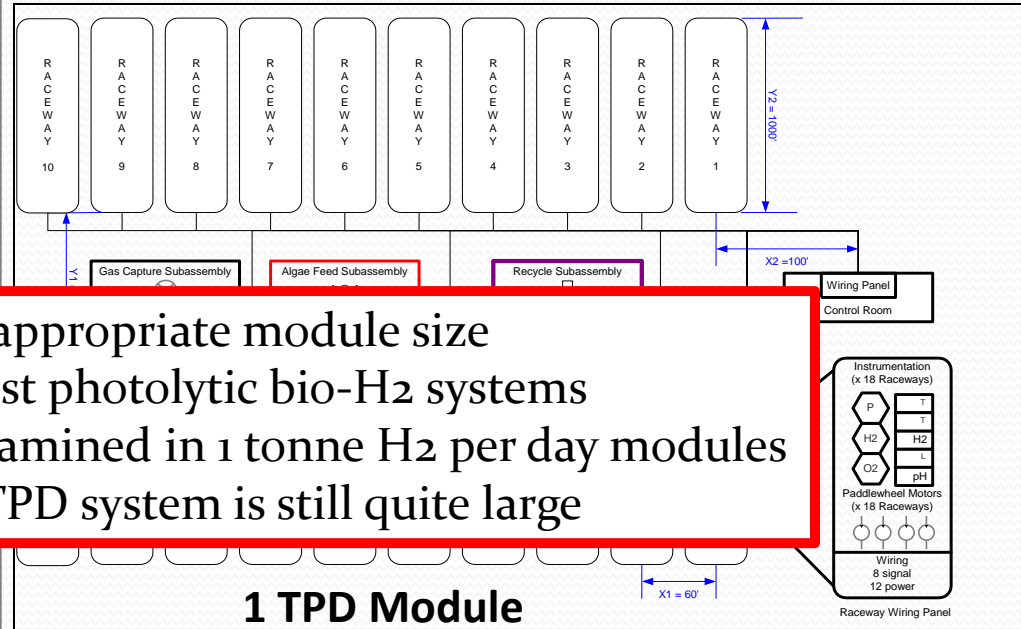 RACEWAY 10
RACEWAY 9
RACEWAY 8
RACEWAY 7
RACEWAY 6
RACEWAY 5
RACEWAY 4
RACEWAY 3
RACEWAY 2
RACEWAY 1
Y2 = 1000'
Y1
X2 =100'
Gas Capture Subassembly
Algae Feed Subassembly
Recycle Subassembly
Wiring Panel
Control Room
appropriate module size
st photolytic bio-H2 systems
amined in 1 tonne H2 per day modules
TPD system is still quite large
Instrumentation
(x 18 Raceways)
P
T
T
H2
H2
L
O2
pH
Paddlewheel Motors
(x 18 Raceways)
Wiring
8 signal
12 power
Raceway Wiring Panel
X1 = 60'
1 TPD Module